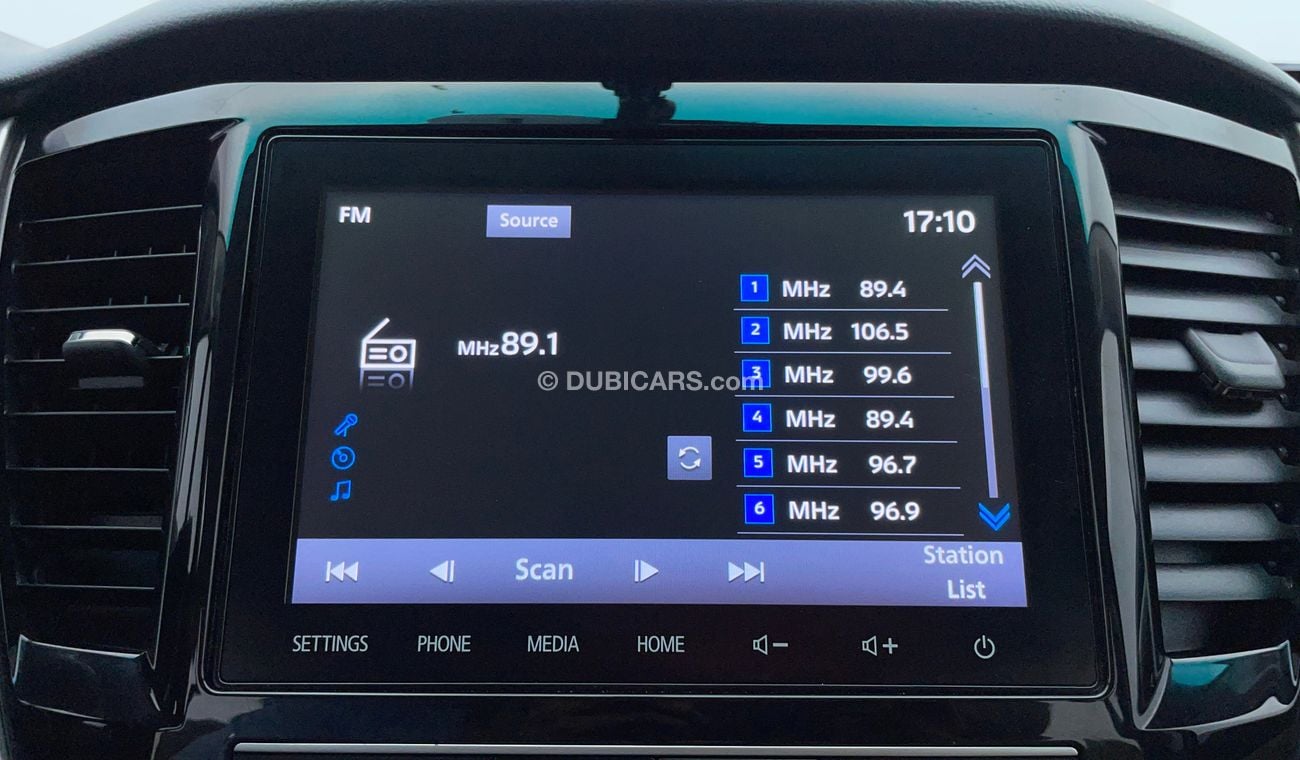 FM Source 17:10
1 MHz 89.4
2 MHz 106.5
MHz 89.1
3 MHz 99.6
© DUBICARS.com
4 MHz 89.4
5 MHz 96.7
6 MHz 96.9
Scan
Station
List
SETTINGS PHONE MEDIA HOME